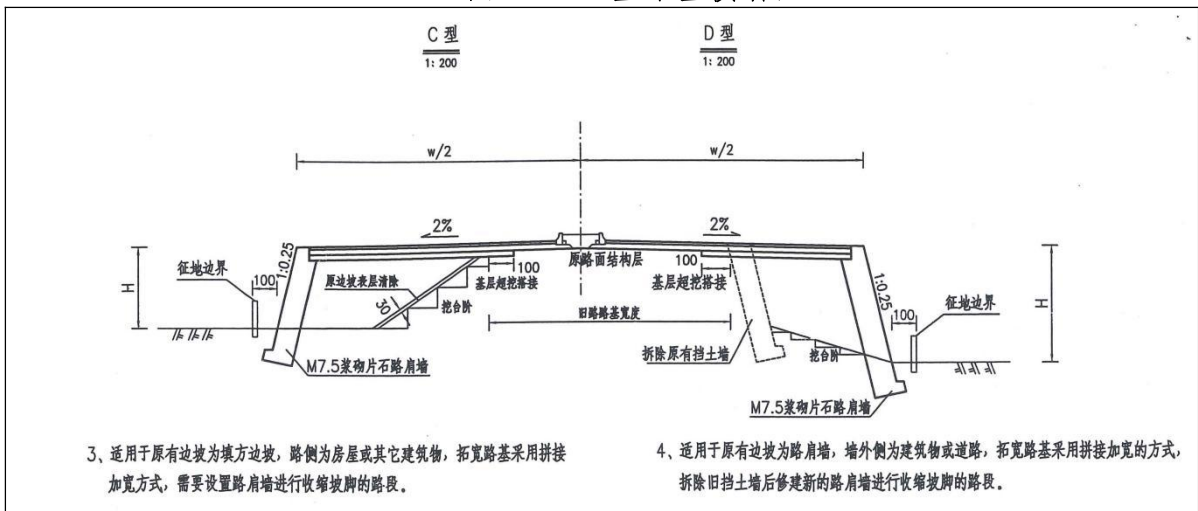 C 型
1: 200
D 型
1: 200
w/2
w/2
2%
2%
1:0.25
H
征地边界
100
原边坡表层清除
30
挖台阶
100
基层超挖搭接
原路面结构层
100
基层超挖搭接
旧路路基宽度
拆除原有挡土墙
挖台阶
1:0.25
100
征地边界
H
M7.5浆砌片石路肩墙
M7.5浆砌片石路肩墙
3、适用于原有边坡为填方边坡，路侧为房屋或其它建筑物，拓宽路基采用拼接
加宽方式，需要设置路肩墙进行收缩坡脚的路段。
4、适用于原有边坡为路肩墙，墙外侧为建筑物或道路，拓宽路基采用拼接加宽的方式，
拆除旧挡土墙后修建新的路肩墙进行收缩坡脚的路段。